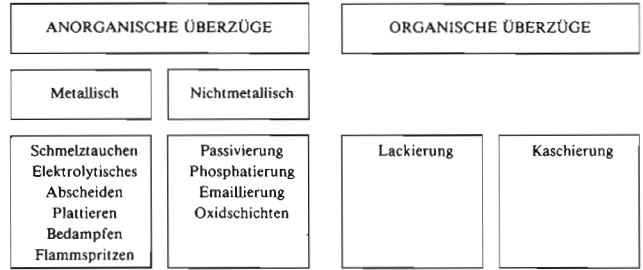 ANORGANISCHE ÜBERZÜGE
ORGANISCHE ÜBERZÜGE
Metallisch
Nichtmetallisch
Schmelztauchen
Elektrolytisches
Abscheiden
Plattieren
Bedampfen
Flammspritzen
Passivierung
Phosphatierung
Emaillierung
Oxidschichten
Lackierung
Kaschierung